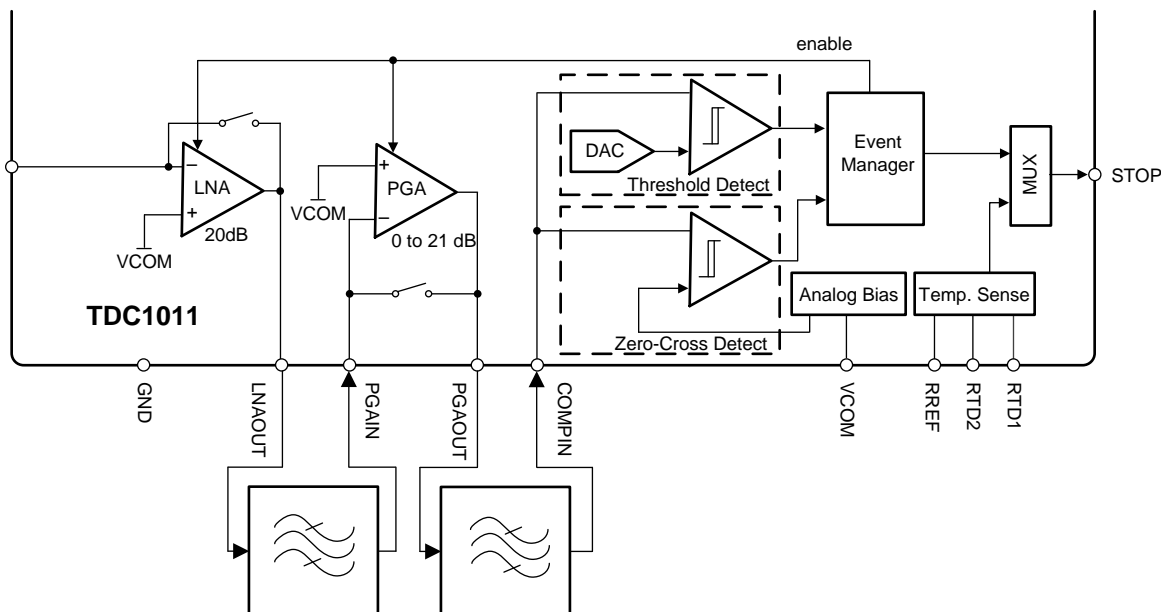 enable
LNA
20dB
VCOM
PGA
0 to 21 dB
VCOM
DAC
Threshold Detect
Zero-Cross Detect
Event
Manager
MUX
STOP
Analog Bias
Temp. Sense
TDC1011
GND
LNAOUT
PGAIN
PGAOUT
COMPIN
VCOM
RREF
RTD2
RTD1